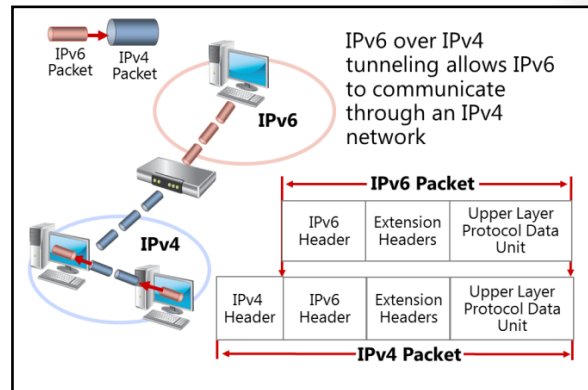 IPv6
Packet
IPv4
Packet
IPv6 over IPv4
tunneling allows IPv6
to communicate
through an IPv4
network
IPv6
IPv4
IPv6 Packet
IPv6
Header
Extension
Headers
Upper Layer
Protocol Data
Unit
IPv4
Header
IPv6
Header
Extension
Headers
Upper Layer
Protocol Data
Unit
IPv4 Packet